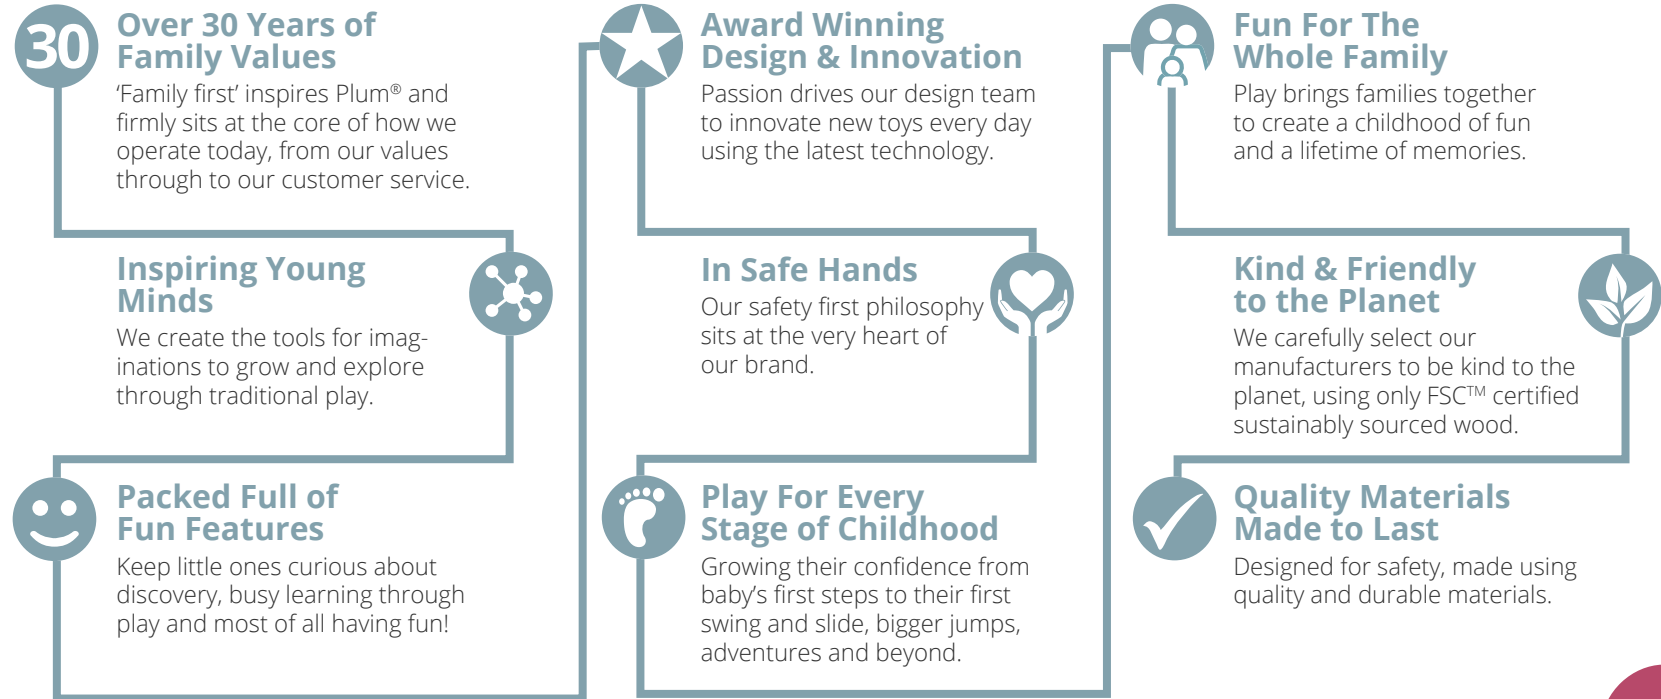 30
Over 30 Years of
Family Values
‘Family first’ inspires Plum® and
firmly sits at the core of how we
operate today, from our values
through to our customer service.
Inspiring Young
Minds
We create the tools for imag-
inations to grow and explore
through traditional play.
Packed Full of
Fun Features
Keep little ones curious about
discovery, busy learning through
play and most of all having fun!
Award Winning
Design & Innovation
Passion drives our design team
to innovate new toys every day
using the latest technology.
In Safe Hands
Our safety first philosophy
sits at the very heart of
our brand.
Play For Every
Stage of Childhood
Growing their confidence from
baby’s first steps to their first
swing and slide, bigger jumps,
adventures and beyond.
Fun For The
Whole Family
Play brings families together
to create a childhood of fun
and a lifetime of memories.
Kind & Friendly
to the Planet
We carefully select our
manufacturers to be kind to the
planet, using only FSC™ certified
sustainably sourced wood.
Quality Materials
Made to Last
Designed for safety, made using
quality and durable materials.